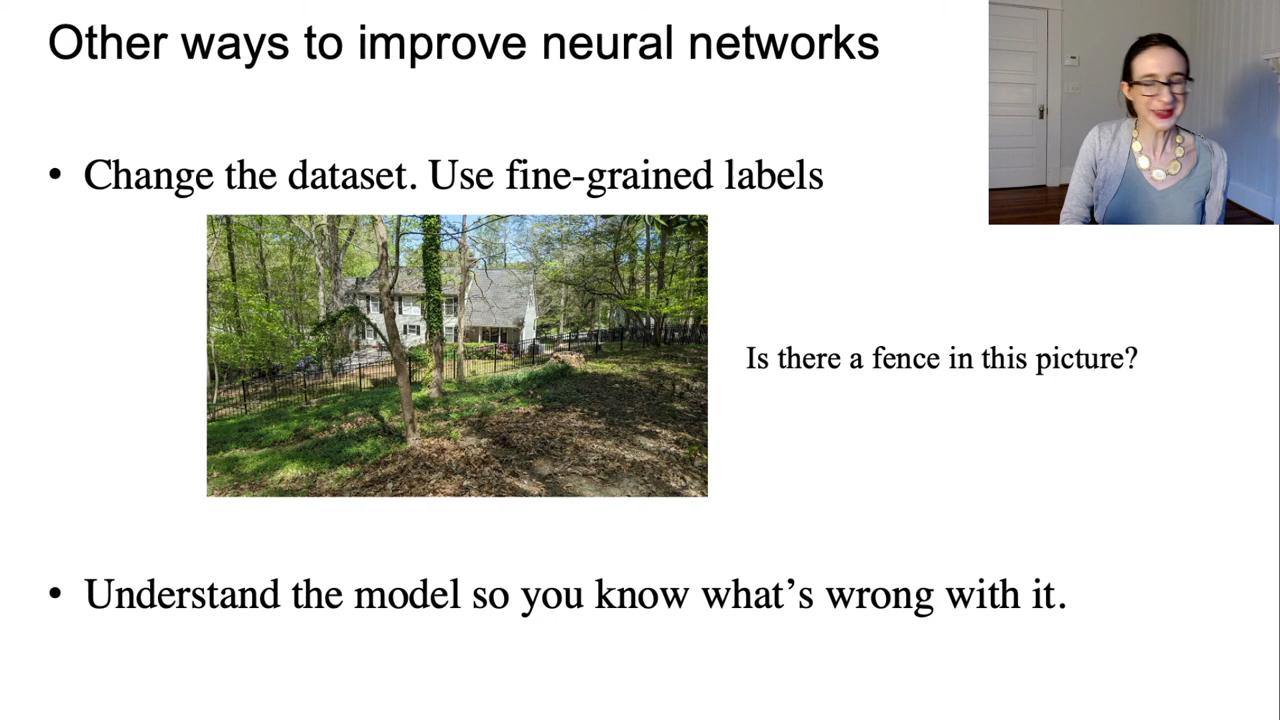 Other ways to improve neural networks
• Change the dataset. Use fine-grained labels
Is there a fence in this picture?
• Understand the model so you know what's wrong with it.